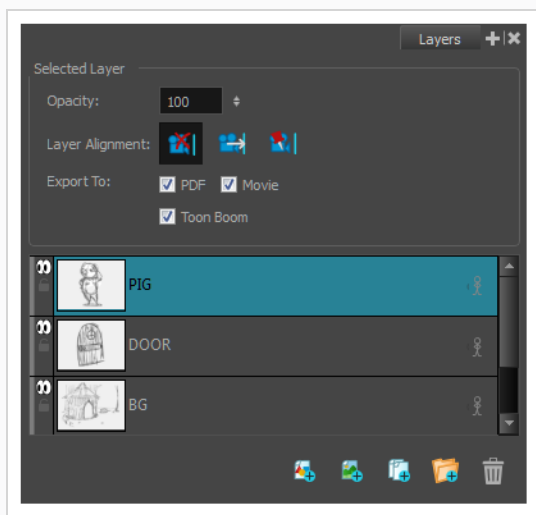 Layers
Selected Layer
Opacity: 100
Layer Alignment:
Export To: PDF Movie
Toon Boom
PIG
DOOR
BG